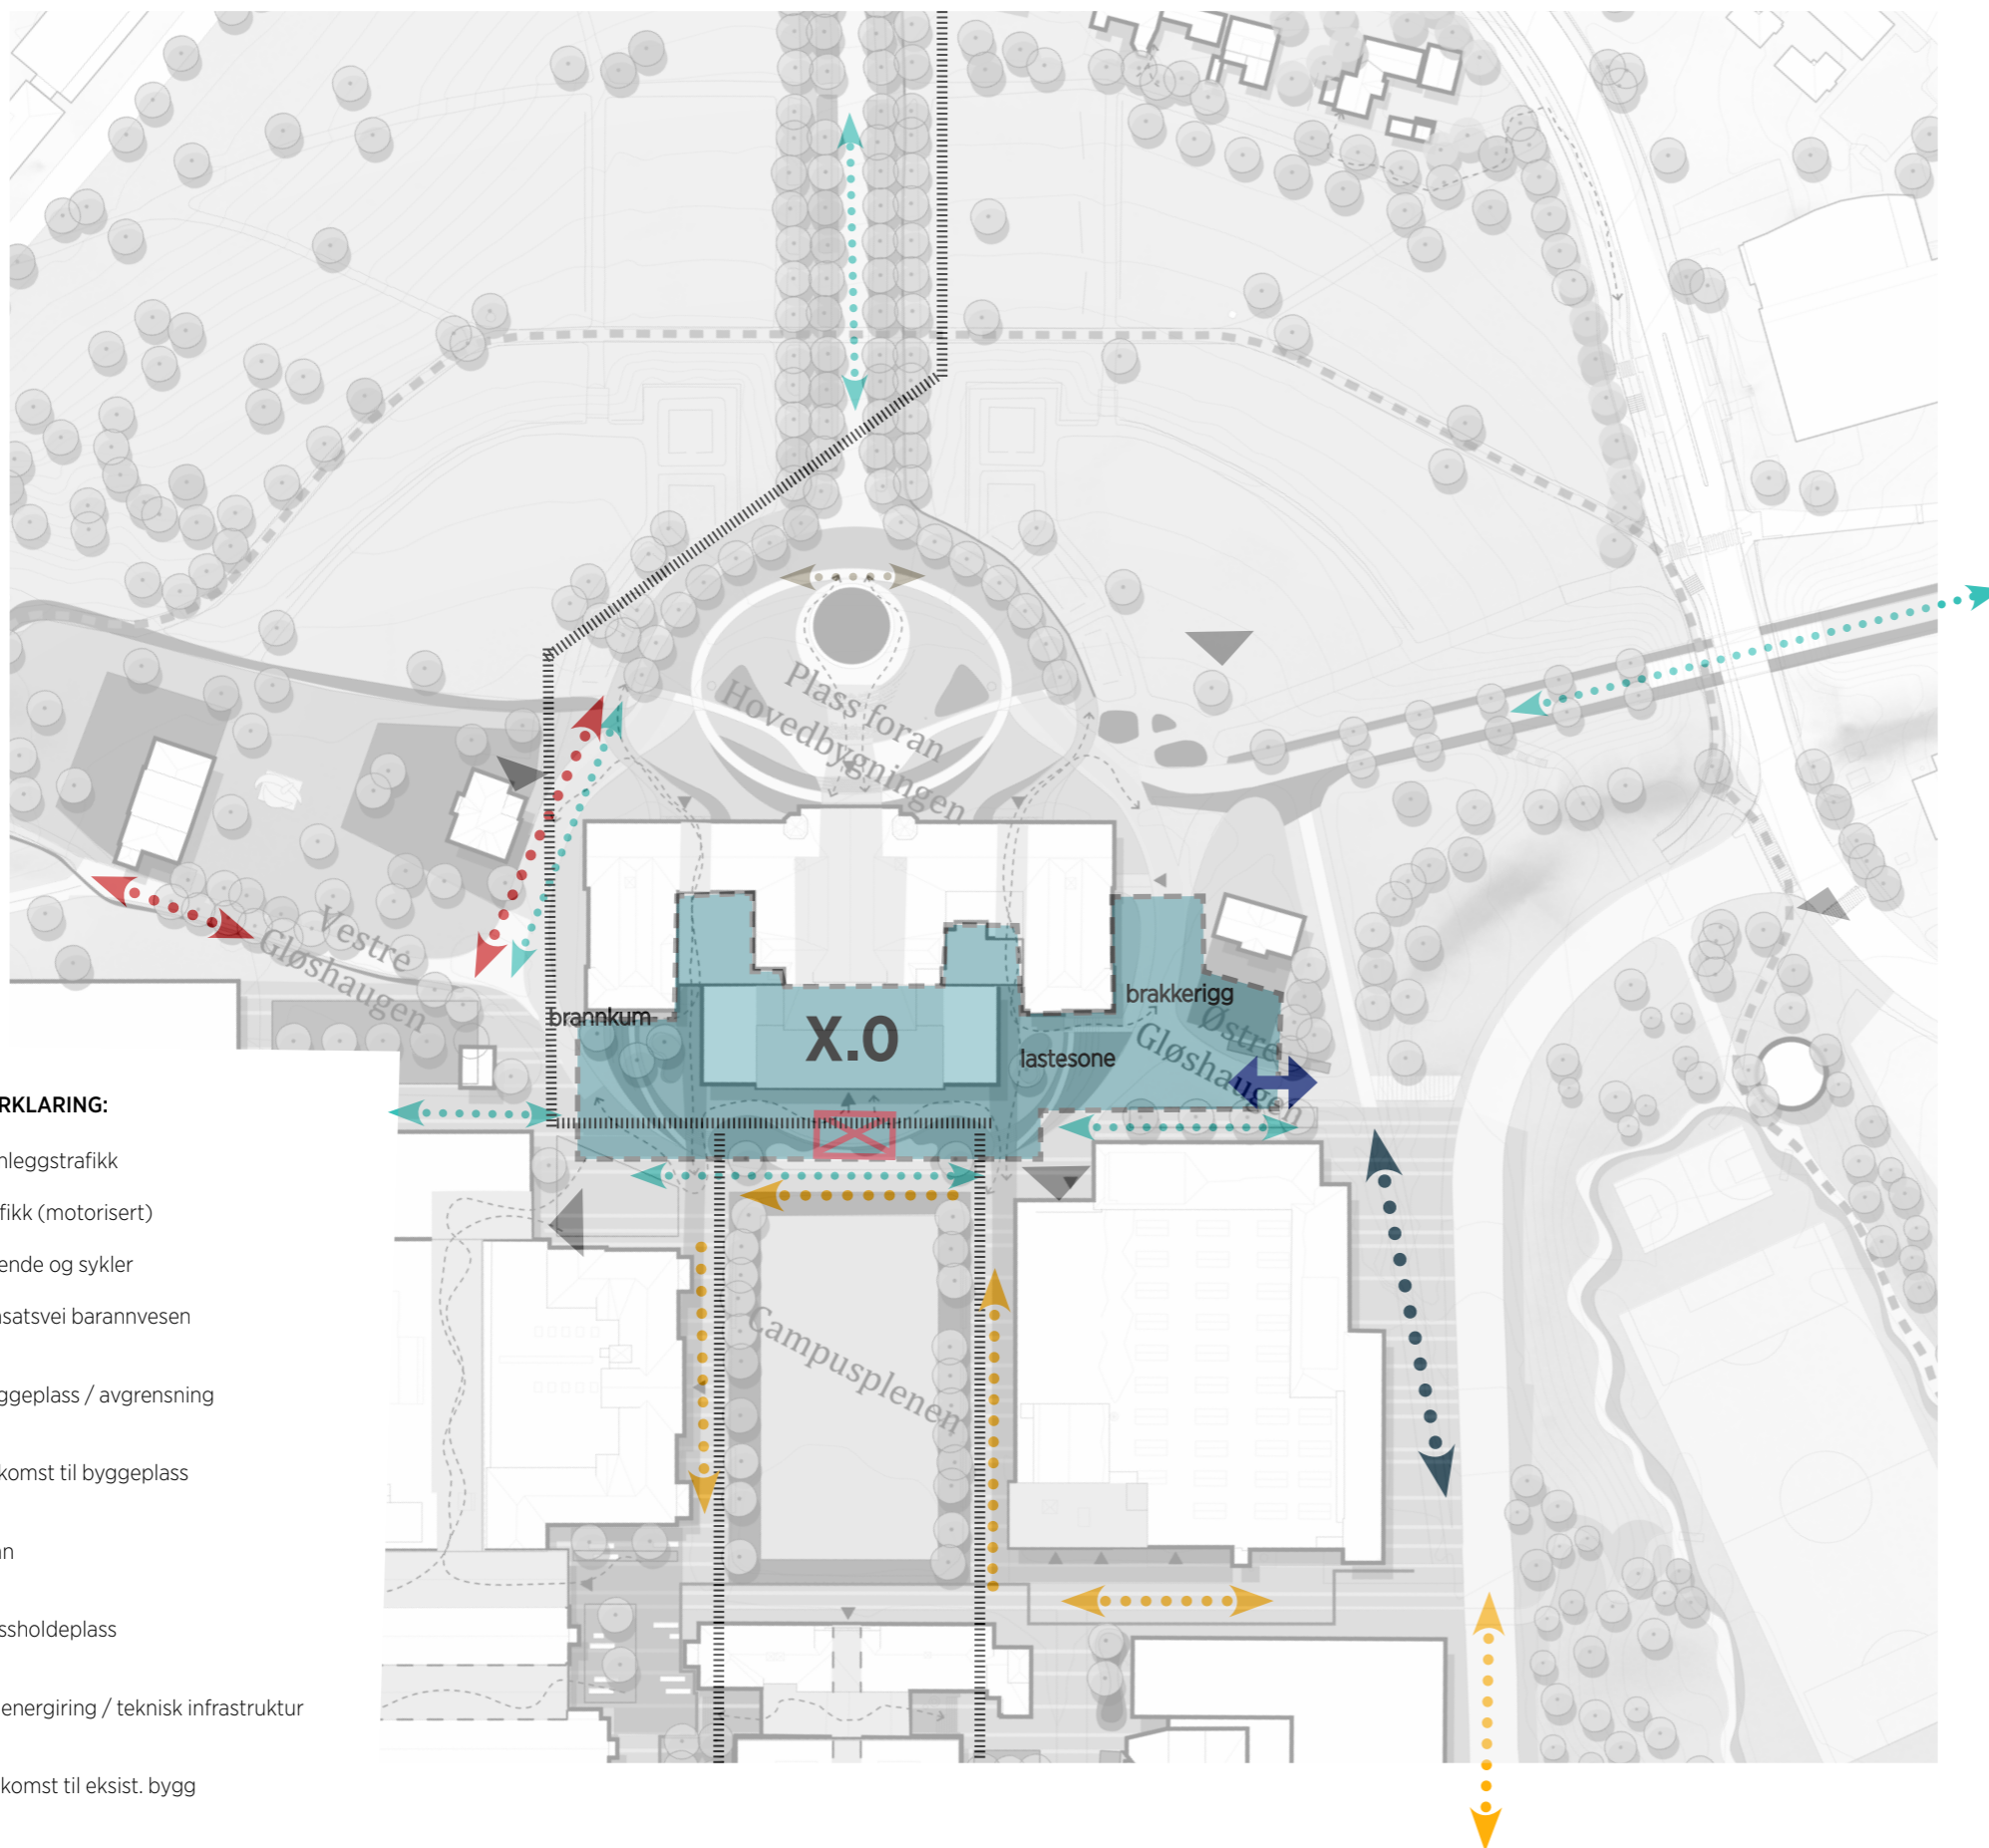 Plass foran
Hovedbygningen
Vestre
Gløshaugen
brannkum
X.0
brakkerigg
lastesone
Østre
Gløshaugen
Campusplenen
RKLARING:
nleggstrafikk
fikk (motorisert)
ende og sykler
satsvei barannvesen
ggeplass / avgrensning
komst til byggeplass
an
ssholdeplass
energiring / teknisk infrastruktur
komst til eksist. bygg